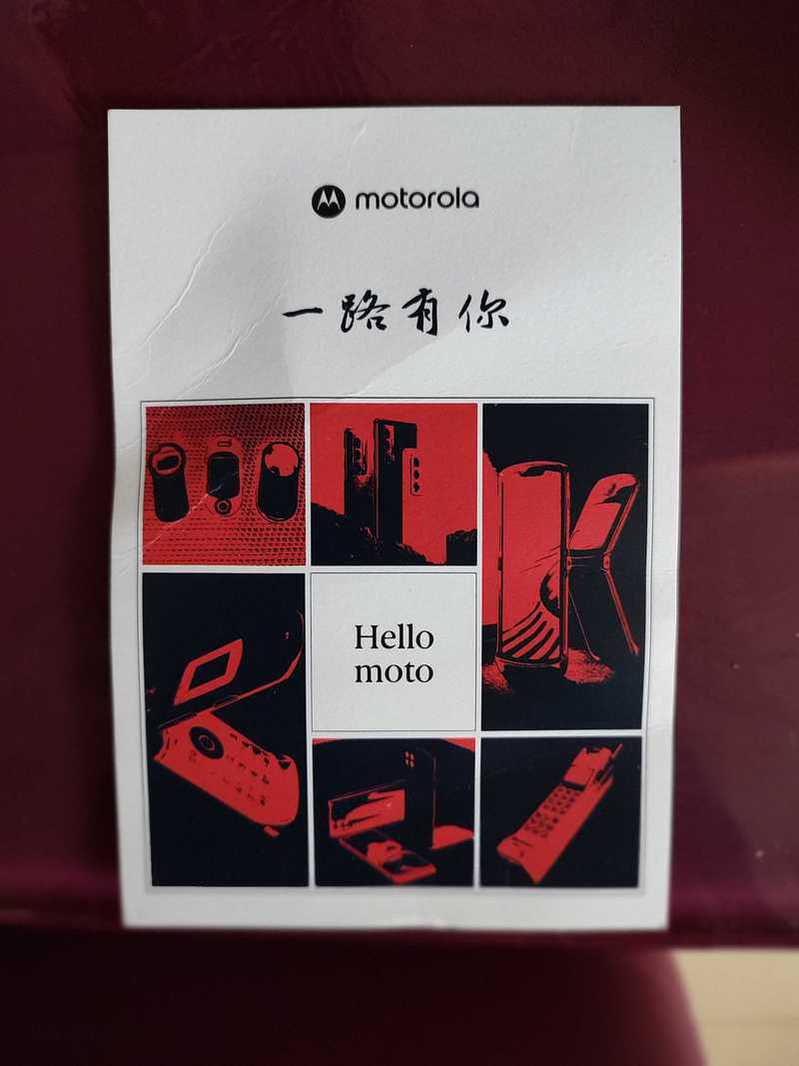 motorola
一路有你
Hello
moto